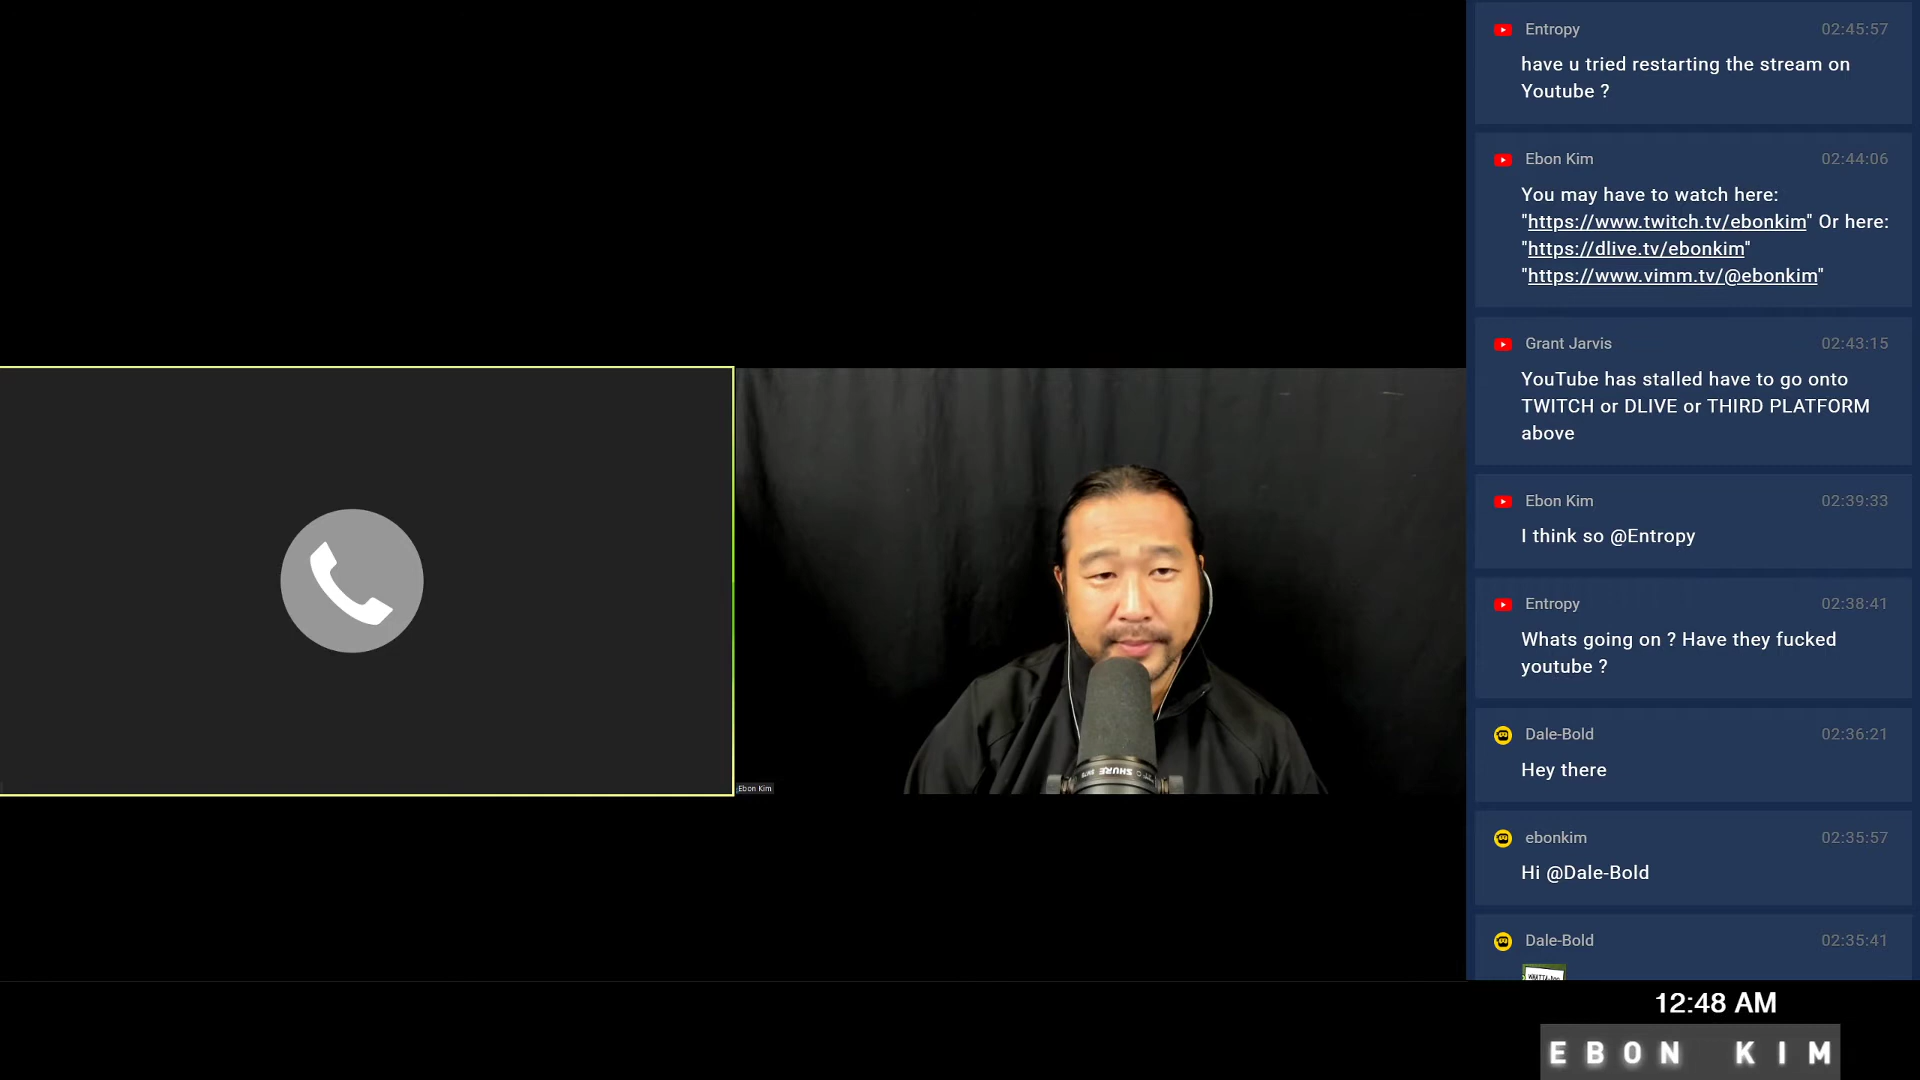 Entropy 02:45:57
have u tried restarting the stream on
Youtube ?
Ebon Kim 02:44:06
You may have to watch here:
"https://www.twitch.tv/ebonkim" Or here:
"https://dlive.tv/ebonkim"
"https://www.vimm.tv/@ebonkim"
Grant Jarvis 02:43:15
YouTube has stalled have to go onto
TWITCH or DLIVE or THIRD PLATFORM
above
Ebon Kim 02:39:33
I think so @Entropy
Entropy 02:38:41
Whats going on ? Have they fucked
youtube ?
Dale-Bold 02:36:21
Hey there
ebonkim 02:35:57
Hi @Dale-Bold
Dale-Bold 02:35:41
Ebon Kim
SHURE
12:48 AM
EBON KIM